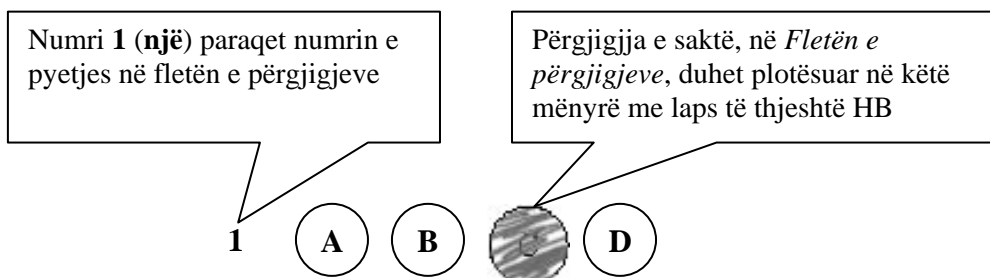 Numri 1 (një) paraqet numrin e
pyetjes në fletën e përgjigjeve
Përgjigjja e saktë, në Fletën e
përgjigjeve, duhet plotësuar në këtë
mënyrë me laps të thjeshtë HB
1 A B D